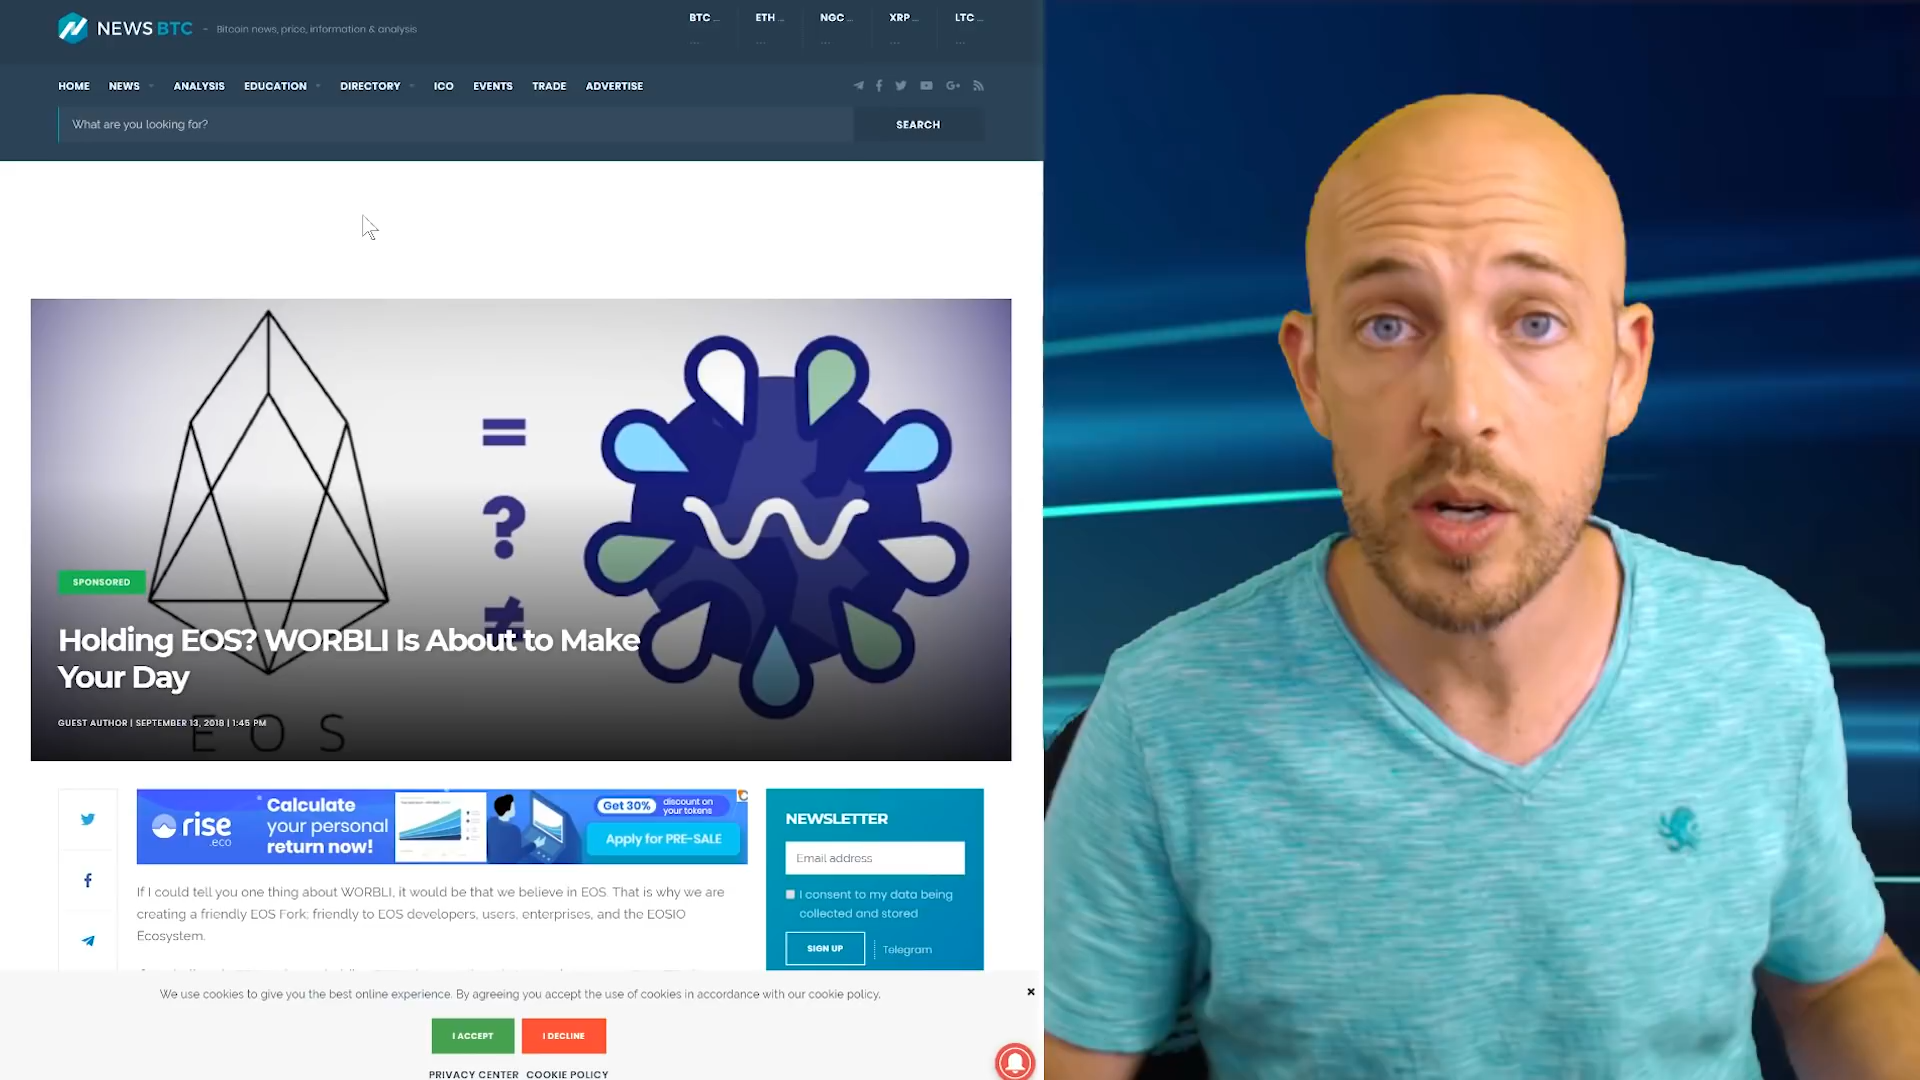 NEWSBTC - Bitcoin news, price, information & analysis
BTC ... ETH ... NGC ... XRP ... LTC ...
... ... ... ... ...
HOME NEWS ANALYSIS EDUCATION DIRECTORY ICO EVENTS TRADE ADVERTISE
What are you looking for? SEARCH
= ? ≠
SPONSORED
Holding EOS? WORBLI Is About to Make
Your Day
GUEST AUTHOR | SEPTEMBER 13, 2018 | 1:45 PM
EOS
rise
.eco
Calculate
your personal
return now!
Get 30% discount on
your tokens
Apply for PRE-SALE
If I could tell you one thing about WORBLI, it would be that we believe in EOS. That is why we are
creating a friendly EOS Fork; friendly to EOS developers, users, enterprises, and the EOSIO
Ecosystem.
NEWSLETTER
Email address
I consent to my data being
collected and stored
SIGN UP Telegram
We use cookies to give you the best online experience. By agreeing you accept the use of cookies in accordance with our cookie policy.
I ACCEPT I DECLINE
PRIVACY CENTER COOKIE POLICY